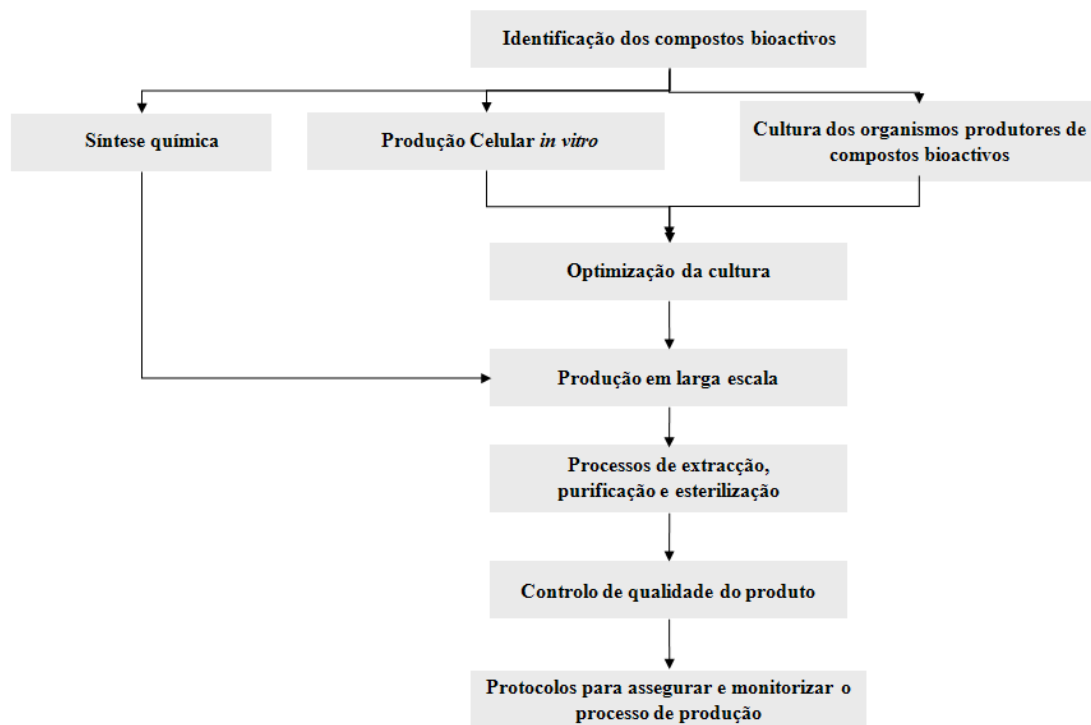 Identificação dos compostos bioactivos
Síntese química
Produção Celular in vitro
Cultura dos organismos produtores de
compostos bioactivos
Optimização da cultura
Produção em larga escala
Processos de extracção,
purificação e esterilização
Controlo de qualidade do produto
Protocolos para assegurar e monitorizar o
processo de produção